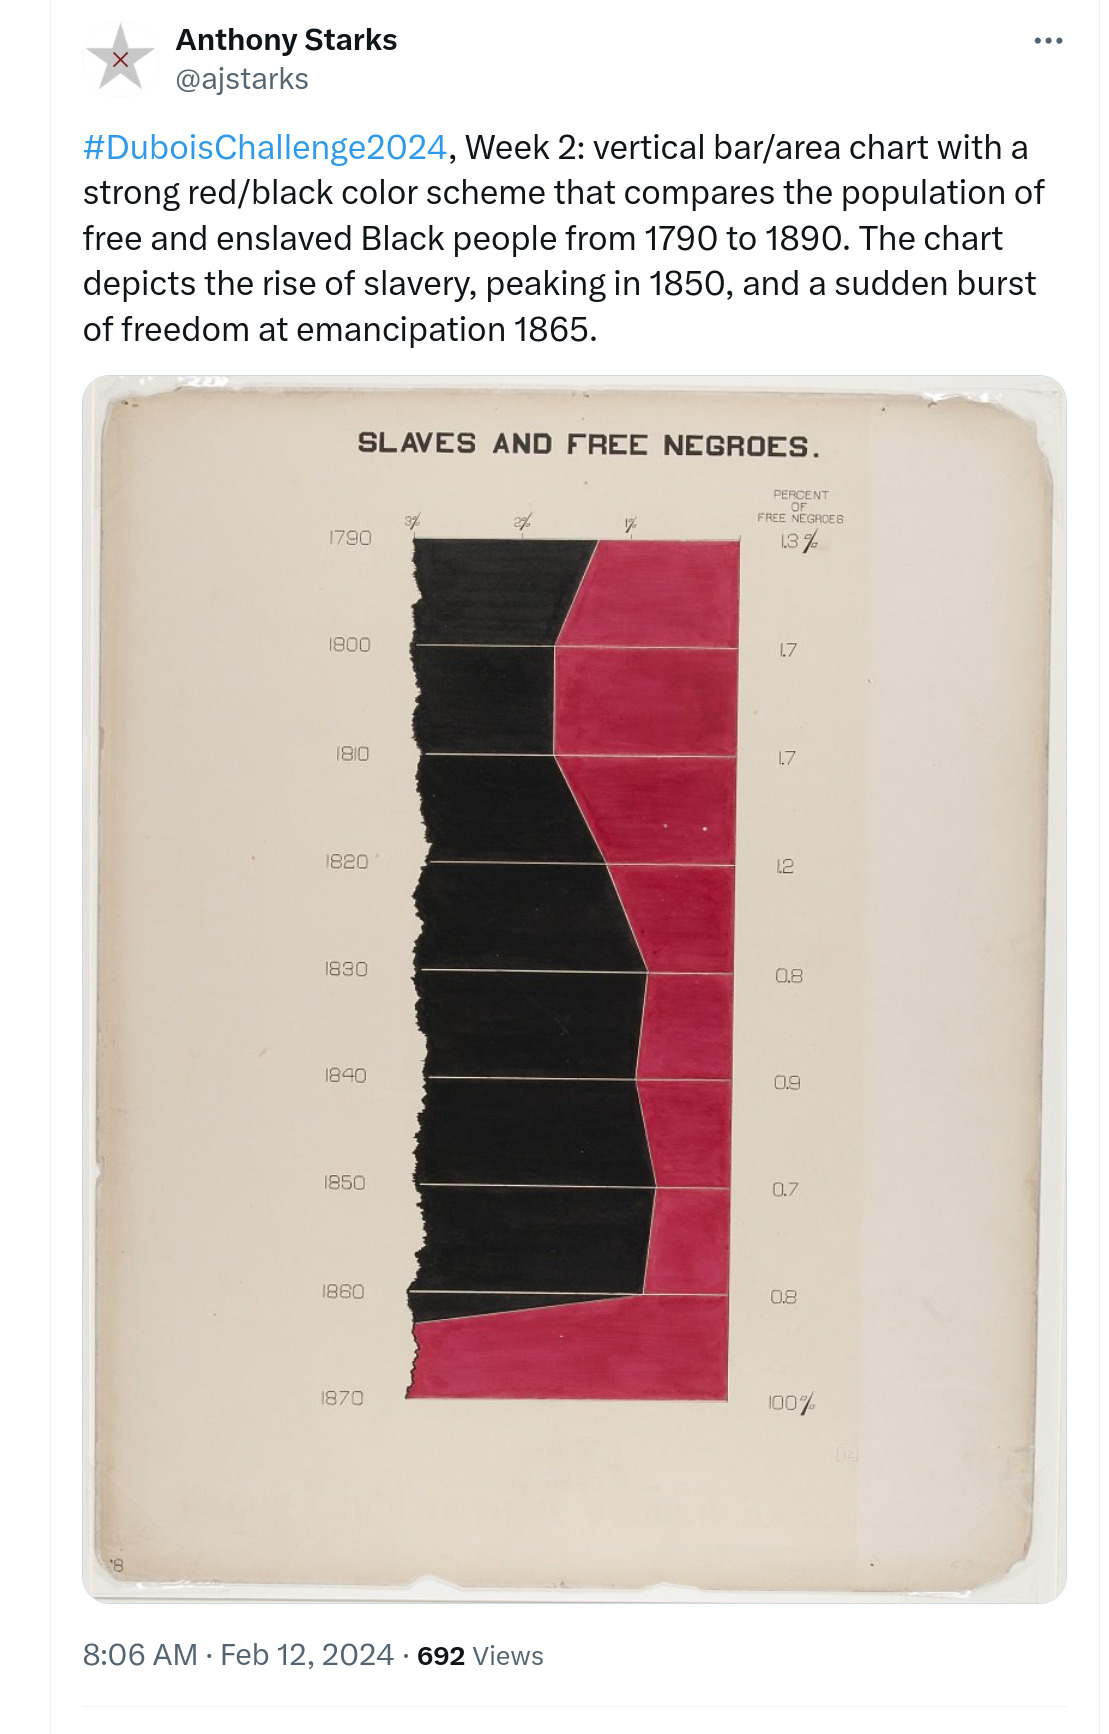 Anthony Starks
@ajstarks
#DuboisChallenge2024, Week 2: vertical bar/area chart with a
strong red/black color scheme that compares the population of
free and enslaved Black people from 1790 to 1890. The chart
depicts the rise of slavery, peaking in 1850, and a sudden burst
of freedom at emancipation 1865.
SLAVES AND FREE NEGROES.
PERCENT
OF
FREE NEGROES
3% 2% 1%
1790 1.3%
1800 1.7
1810 1.7
1820 1.2
1830 0.8
1840 0.9
1850 0.7
1860 0.8
1870 100%
8:06 AM · Feb 12, 2024 · 692 Views